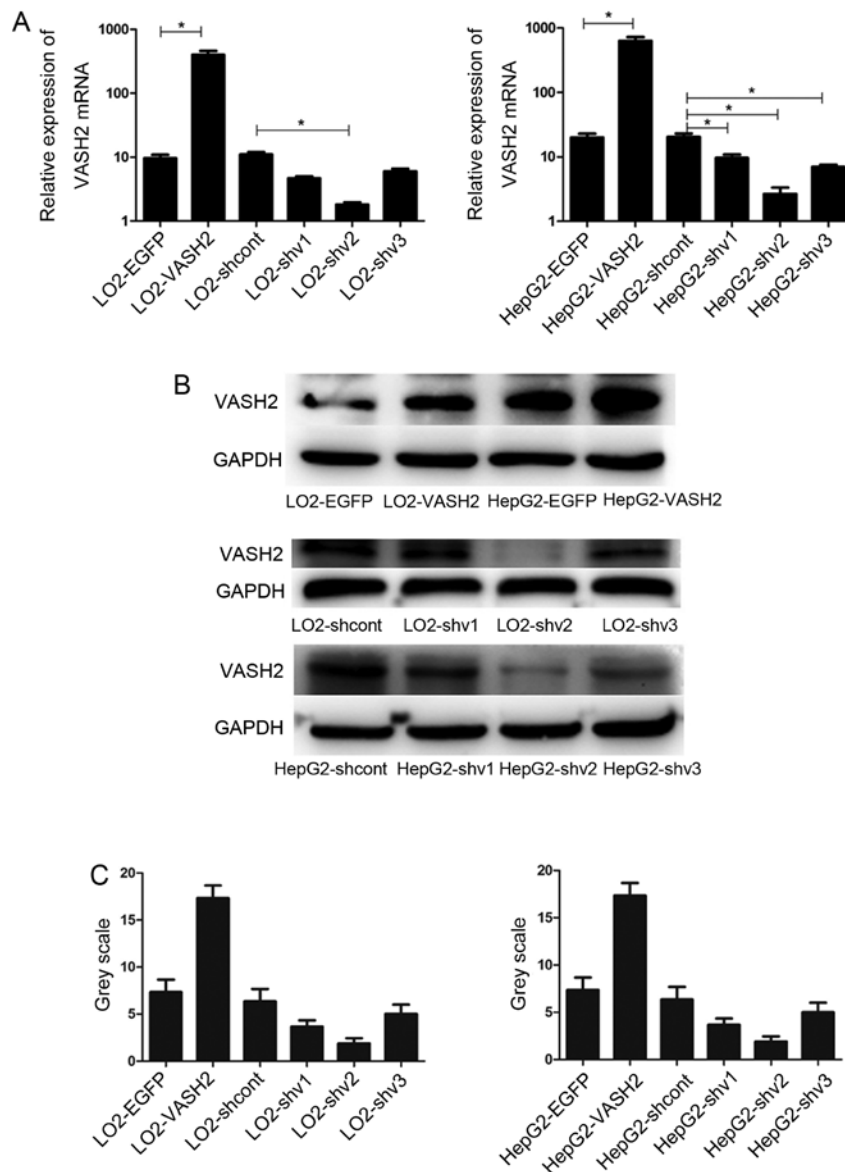 A
Relative expression of
VASH2 mRNA
1000
100
10
1
*
*
LO2-EGFP
LO2-VASH2
LO2-shcont
LO2-shv1
LO2-shv2
LO2-shv3
Relative expression of
VASH2 mRNA
1000
100
10
1
*
*
*
*
HepG2-EGFP
HepG2-VASH2
HepG2-shcont
HepG2-shv1
HepG2-shv2
HepG2-shv3
B
VASH2
GAPDH
LO2-EGFP LO2-VASH2 HepG2-EGFP HepG2-VASH2
VASH2
GAPDH
LO2-shcont LO2-shv1 LO2-shv2 LO2-shv3
VASH2
GAPDH
HepG2-shcont HepG2-shv1 HepG2-shv2 HepG2-shv3
C
Grey scale
20
15
10
5
0
LO2-EGFP
LO2-VASH2
LO2-shcont
LO2-shv1
LO2-shv2
LO2-shv3
Grey scale
20
15
10
5
0
HepG2-EGFP
HepG2-VASH2
HepG2-shcont
HepG2-shv1
HepG2-shv2
HepG2-shv3